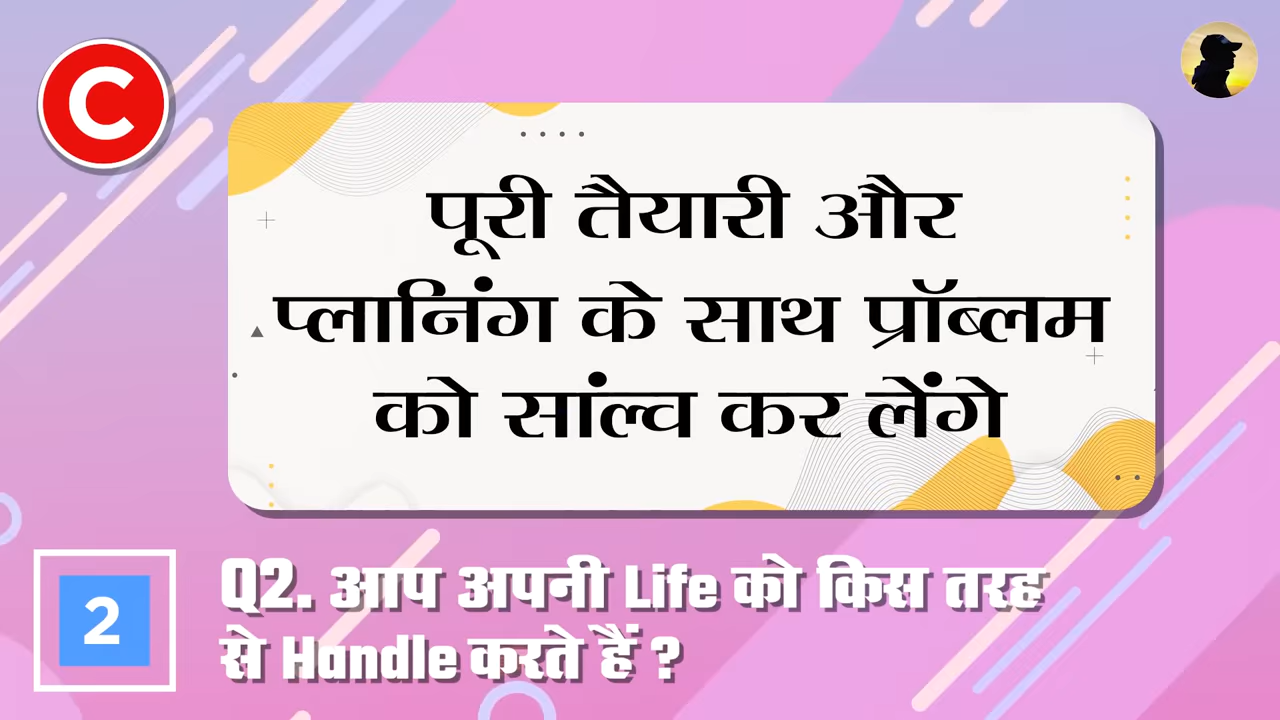 C
पूरी तैयारी और
प्लानिंग के साथ प्रॉब्लम
को सांल्व कर लेंगे
2
Q2. आप अपनी Life को किस तरह
से Handle करते हैं ?